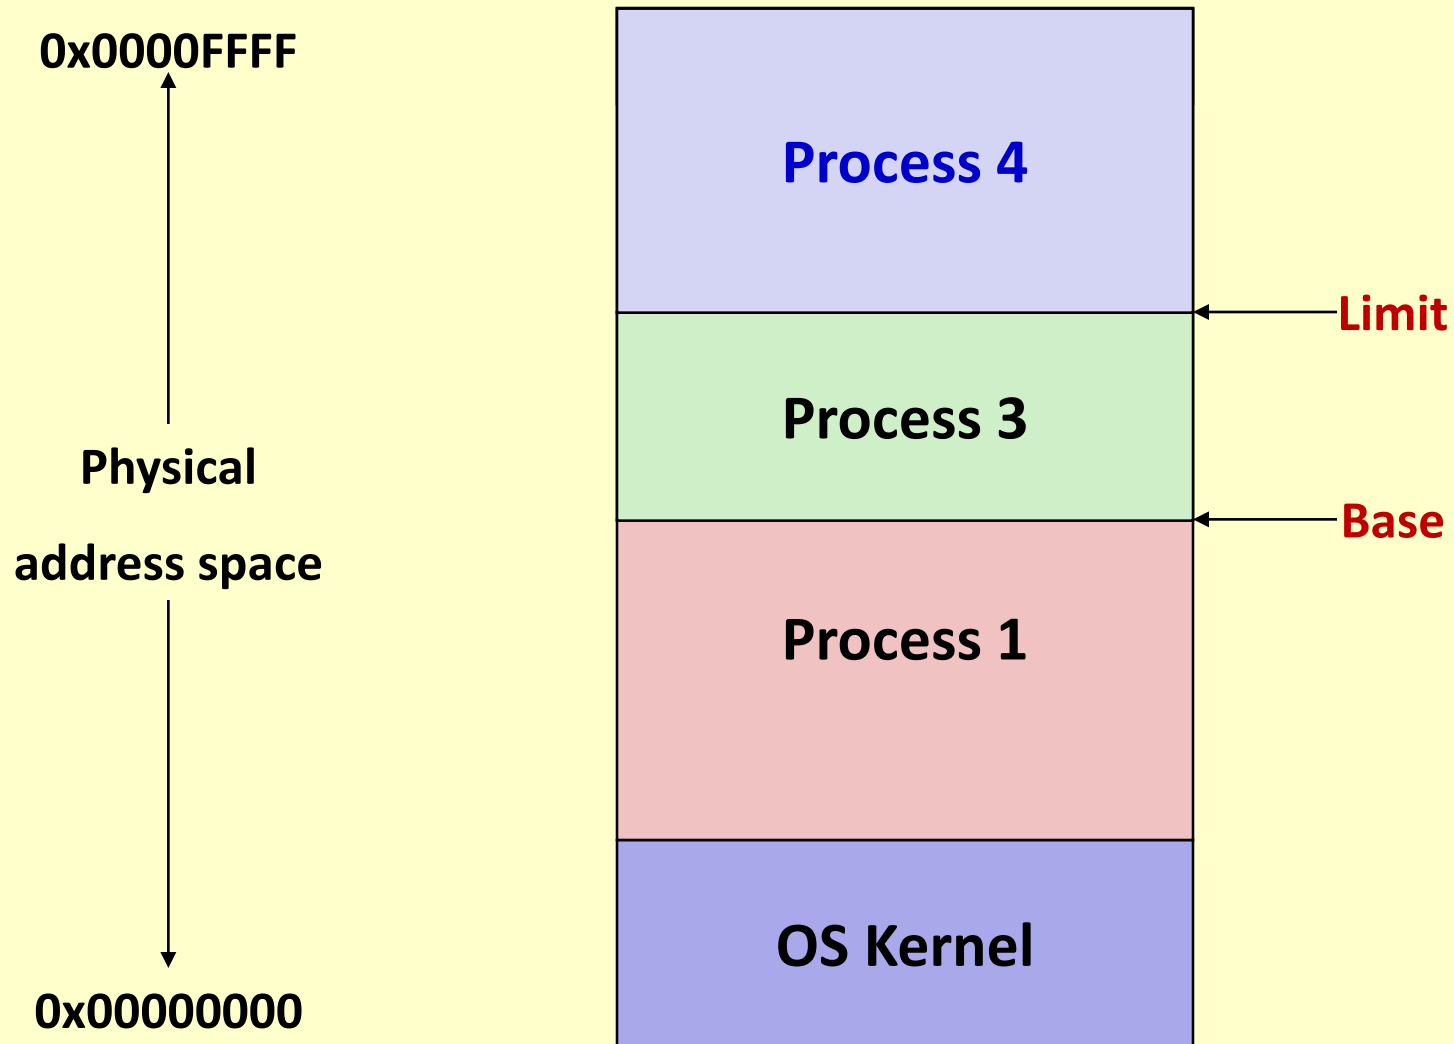 0x0000FFFF
Process 4
Limit
Process 3
Physical
Base
address space
Process 1
OS Kernel
0x00000000